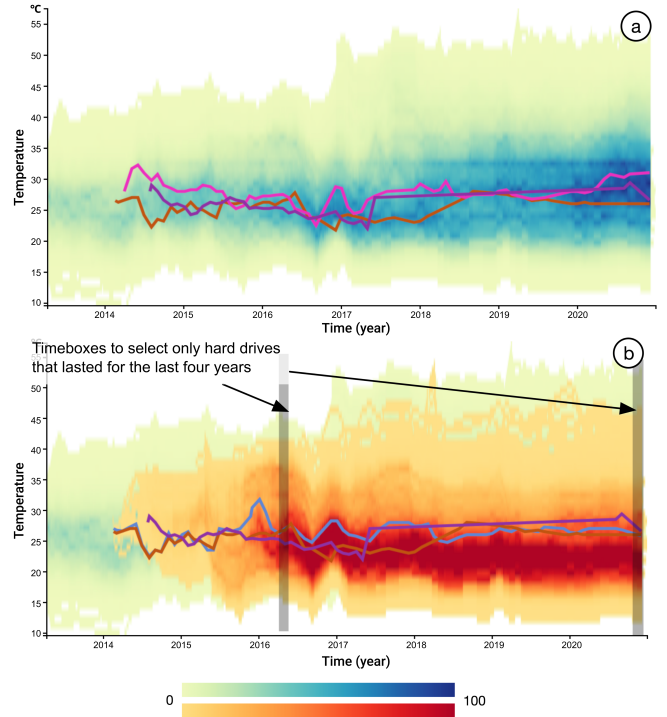 °C
a
55
50
45
40
35
30
25
20
15
10
Temperature
2014 2015 2016 2017 2018 2019 2020
Time (year)
b
Timeboxes to select only hard drives
that lasted for the last four years
50
45
40
35
30
25
20
15
10
Temperature
2014 2015 2016 2017 2018 2019 2020
Time (year)
0 100